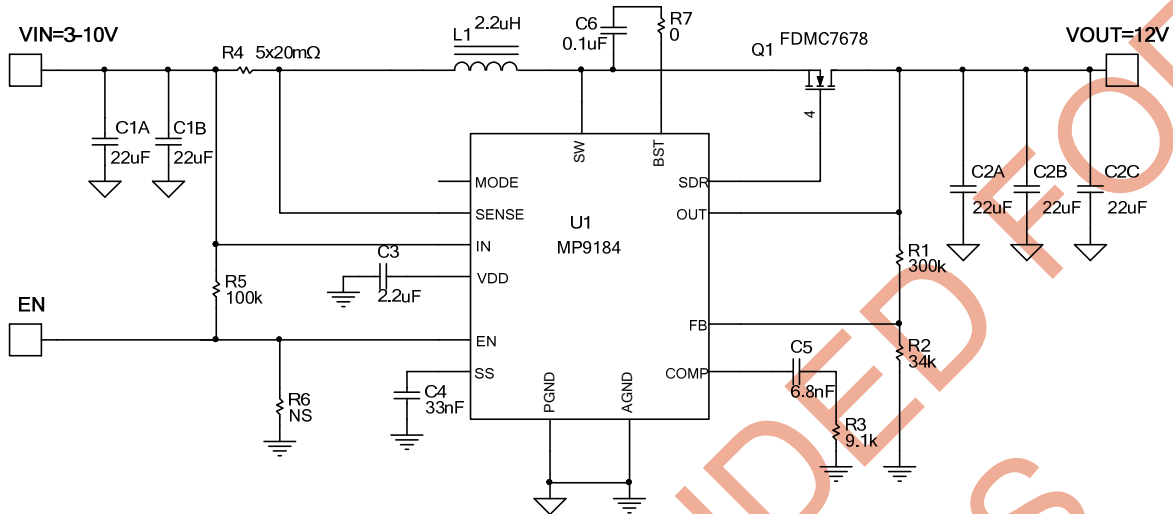 VIN=3-10V
R4 5x20mΩ
L1
2.2uH
C6
0.1uF
R7
0
Q1
FDMC7678
4
VOUT=12V
C1A
22uF
C1B
22uF
C2A
22uF
C2B
22uF
C2C
22uF
U1
MP9184
SW
BST
MODE
SENSE
IN
VDD
EN
SS
PGND
AGND
SDR
OUT
FB
COMP
C3
2.2uF
R5
100k
EN
R6
NS
C4
33nF
C5
6.8nF
R3
9.1k
R1
300k
R2
34k
NDED FOR
S